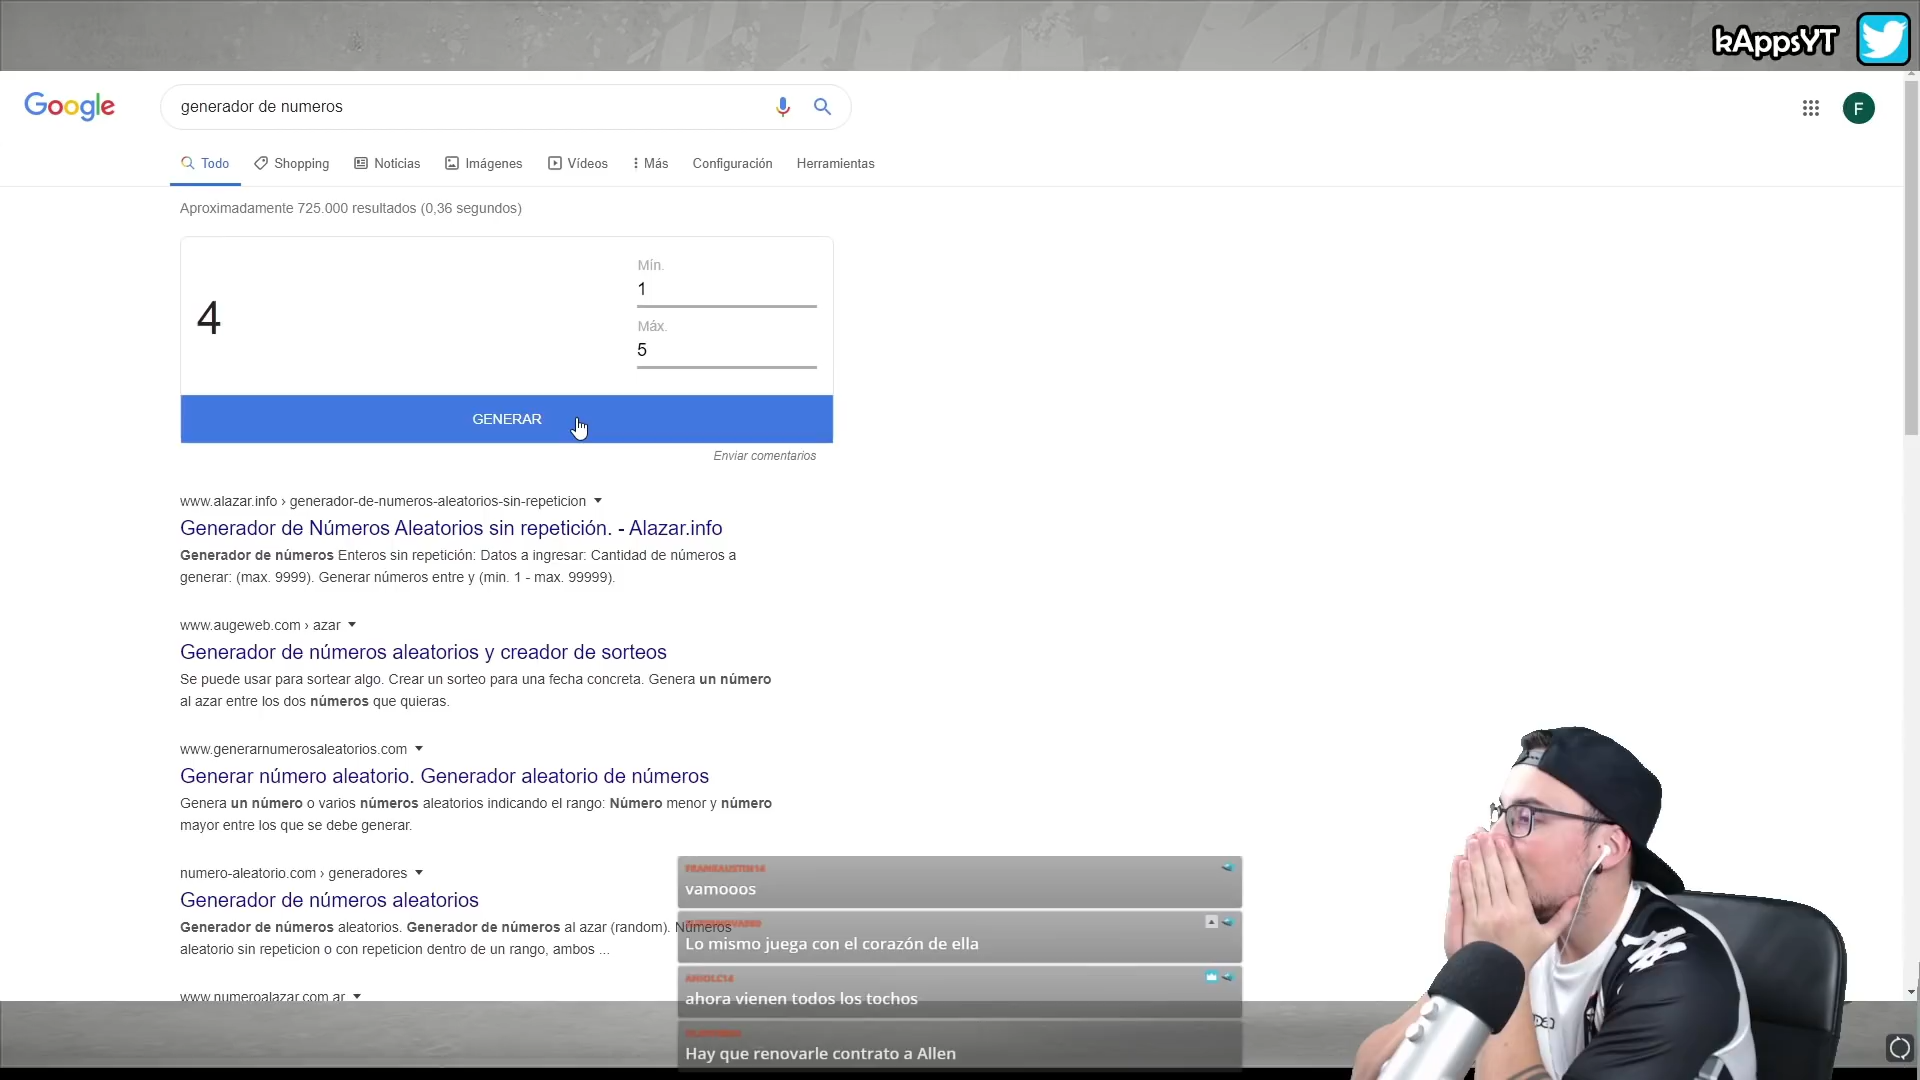 kAppsYT
Google
generador de numeros
F
Todo
Shopping
Noticias
Imágenes
Vídeos
Más
Configuración
Herramientas
Aproximadamente 725.000 resultados (0,36 segundos)
4
Mín.
1
Máx.
5
GENERAR
Enviar comentarios
www.alazar.info › generador-de-numeros-aleatorios-sin-repeticion
Generador de Números Aleatorios sin repetición. - Alazar.info
Generador de números Enteros sin repetición: Datos a ingresar: Cantidad de números a
generar: (max. 9999). Generar números entre y (min. 1 - max. 99999).
www.augeweb.com › azar
Generador de números aleatorios y creador de sorteos
Se puede usar para sortear algo. Crear un sorteo para una fecha concreta. Genera un número
al azar entre los dos números que quieras.
www.generarnumerosaleatorios.com
Generar número aleatorio. Generador aleatorio de números
Genera un número o varios números aleatorios indicando el rango: Número menor y número
mayor entre los que se debe generar.
numero-aleatorio.com › generadores
Generador de números aleatorios
Generador de números aleatorios. Generador de números al azar (random). Números
aleatorio sin repeticion o con repeticion dentro de un rango, ambos ...
www.numeroalazar.com.ar
vamooos
Lo mismo juega con el corazón de ella
ahora vienen todos los tochos
Hay que renovarle contrato a Allen